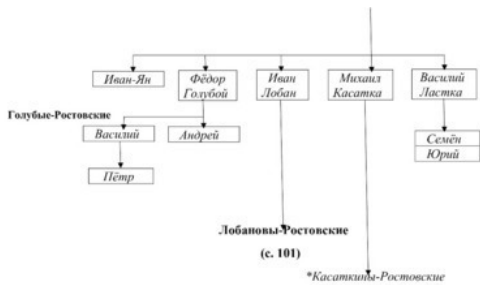 Иван-Ян
Фёдор
Голубой
Иван
Лобан
Михаил
Касатка
Василий
Ластка
Голубые-Ростовские
Василий
Андрей
Семён
Юрий
Пётр
Лобановы-Ростовские
(с. 101)
*Касаткины-Ростовские